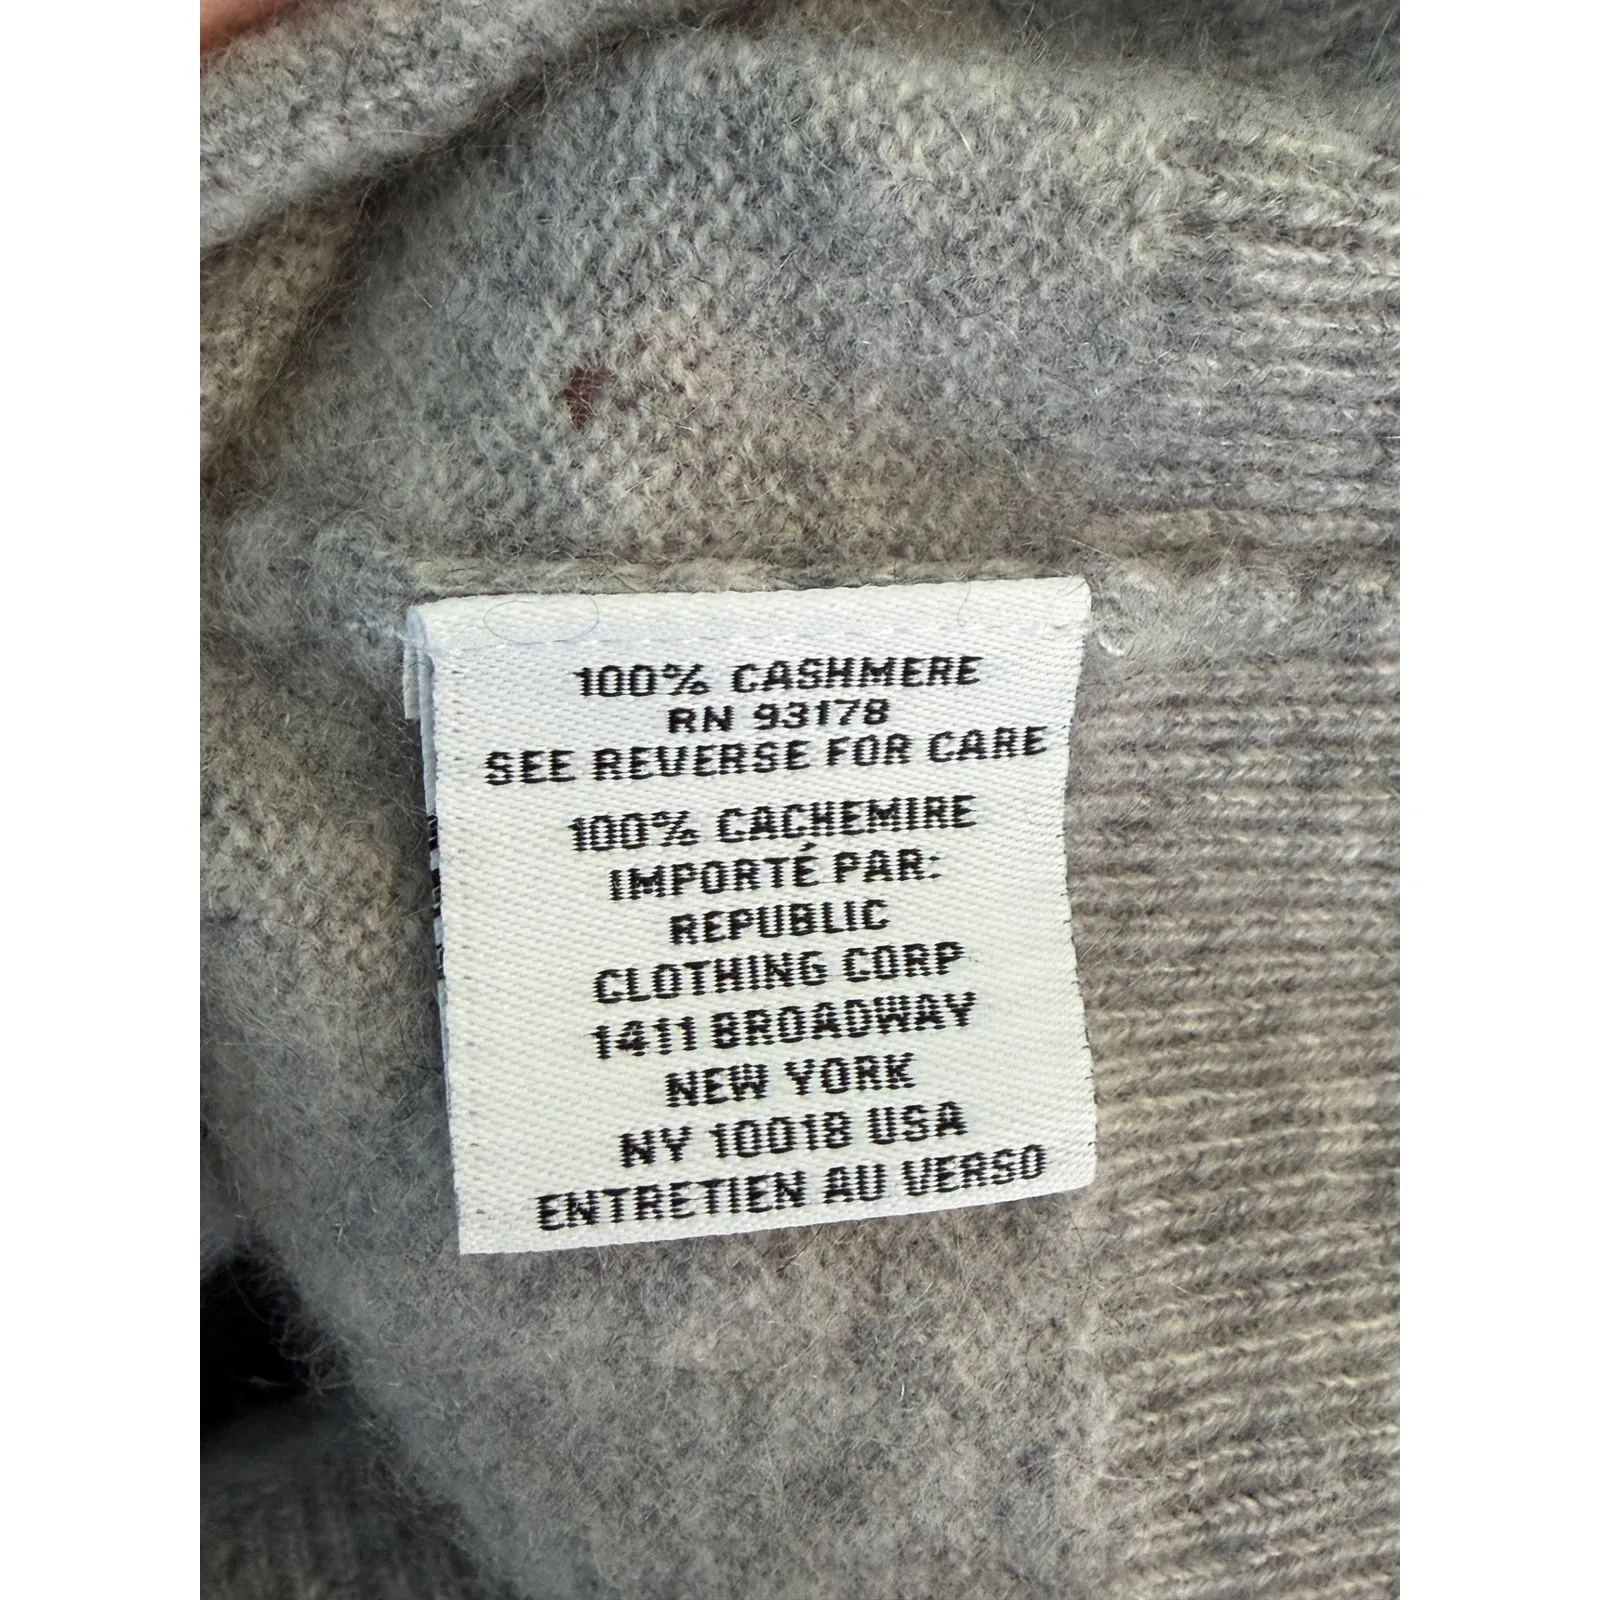 100% CASHMERE
RN 93178
SEE REVERSE FOR CARE
100% CACHEMIRE
IMPORTÉ PAR:
REPUBLIC
CLOTHING CORP
1411 BROADWAY
NEW YORK
NY 10018 USA
ENTRETIEN AU VERSO